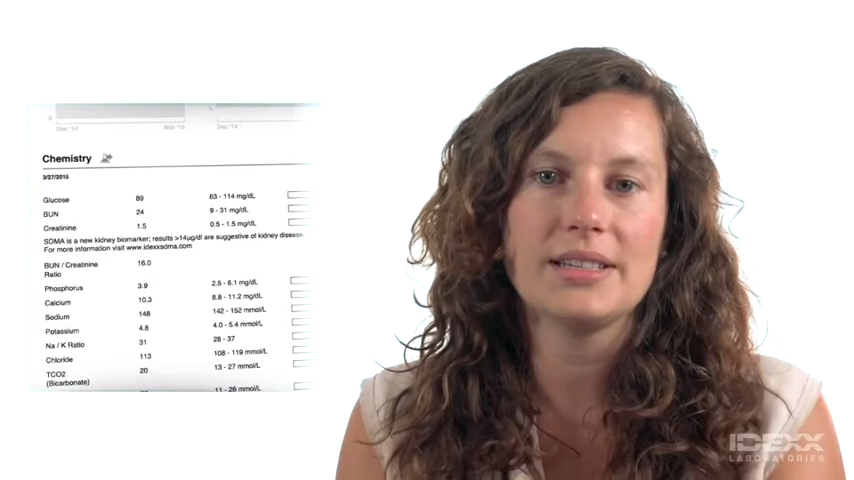 Dec '14
Mar '15
Dec '14
Chemistry
3/27/2015
Glucose 89 63 - 114 mg/dL
BUN 24 9 - 31 mg/dL
Creatinine 1.5 0.5 - 1.5 mg/dL
SDMA is a new kidney biomarker; results >14µg/dl are suggestive of kidney disease.
For more information visit www.idexxsdma.com
BUN / Creatinine 16.0
Ratio
Phosphorus 3.9 2.5 - 6.1 mg/dL
Calcium 10.3 8.8 - 11.2 mg/dL
Sodium 148 142 - 152 mmol/L
Potassium 4.8 4.0 - 5.4 mmol/L
Na / K Ratio 31 28 - 37
Chloride 113 108 - 119 mmol/L
TCO2 20 13 - 27 mmol/L
(Bicarbonate)
11 - 26 mmol/L
IDEXX
LABORATORIES